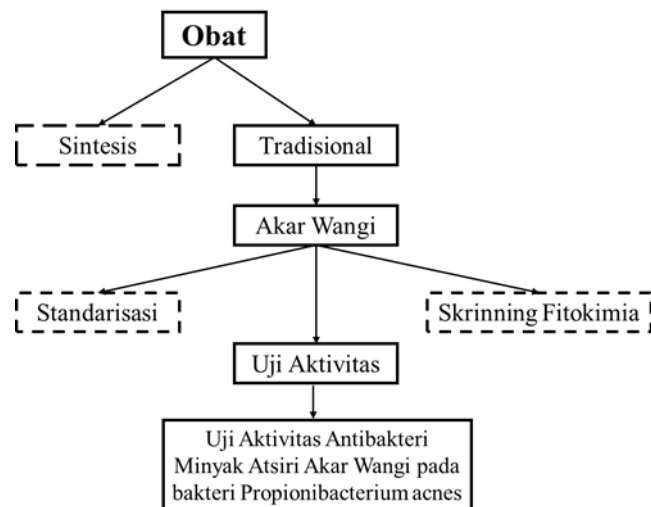 Obat
Sintesis
Tradisional
Akar Wangi
Standarisasi
Skrinning Fitokimia
Uji Aktivitas
Uji Aktivitas Antibakteri
Minyak Atsiri Akar Wangi pada
bakteri Propionibacterium acnes